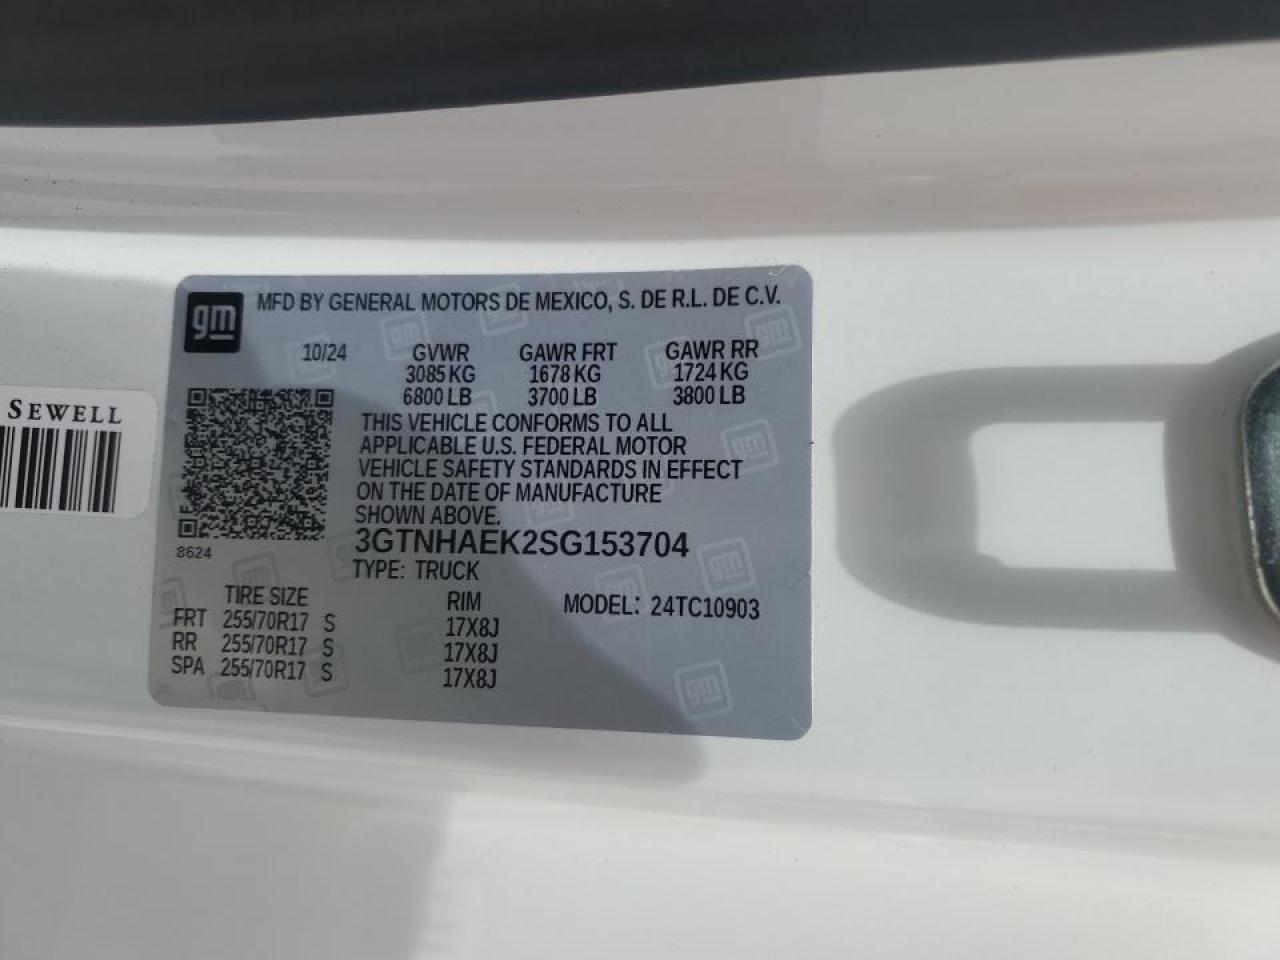 gm MFD BY GENERAL MOTORS DE MEXICO, S. DE R.L. DE C.V.
10/24 GVWR GAWR FRT GAWR RR
3085 KG 1678 KG 1724 KG
6800 LB 3700 LB 3800 LB
THIS VEHICLE CONFORMS TO ALL
APPLICABLE U.S. FEDERAL MOTOR
VEHICLE SAFETY STANDARDS IN EFFECT
ON THE DATE OF MANUFACTURE
SHOWN ABOVE.
3GTNHAEK2SG153704
8624
TYPE: TRUCK
TIRE SIZE RIM MODEL: 24TC10903
FRT 255/70R17 S 17X8J
RR 255/70R17 S 17X8J
SPA 255/70R17 S 17X8J
SEWELL